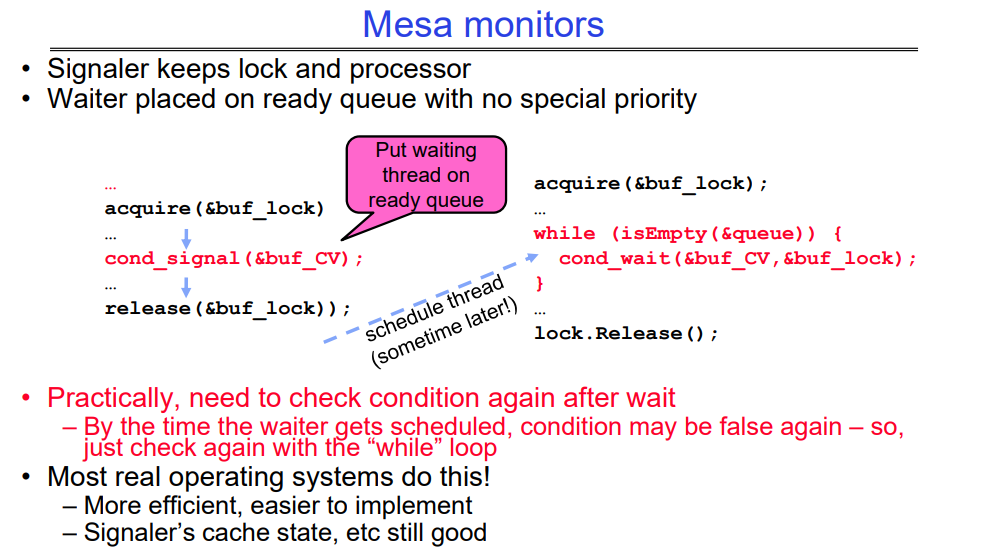 Mesa monitors
• Signaler keeps lock and processor
• Waiter placed on ready queue with no special priority
…
acquire(&buf_lock)
…
cond_signal(&buf_CV);
…
release(&buf_lock));
Put waiting
thread on
ready queue
schedule thread
(sometime later!)
acquire(&buf_lock);
…
while (isEmpty(&queue)) {
cond_wait(&buf_CV,&buf_lock);
}
…
lock.Release();
• Practically, need to check condition again after wait
– By the time the waiter gets scheduled, condition may be false again – so,
just check again with the “while” loop
• Most real operating systems do this!
– More efficient, easier to implement
– Signaler’s cache state, etc still good